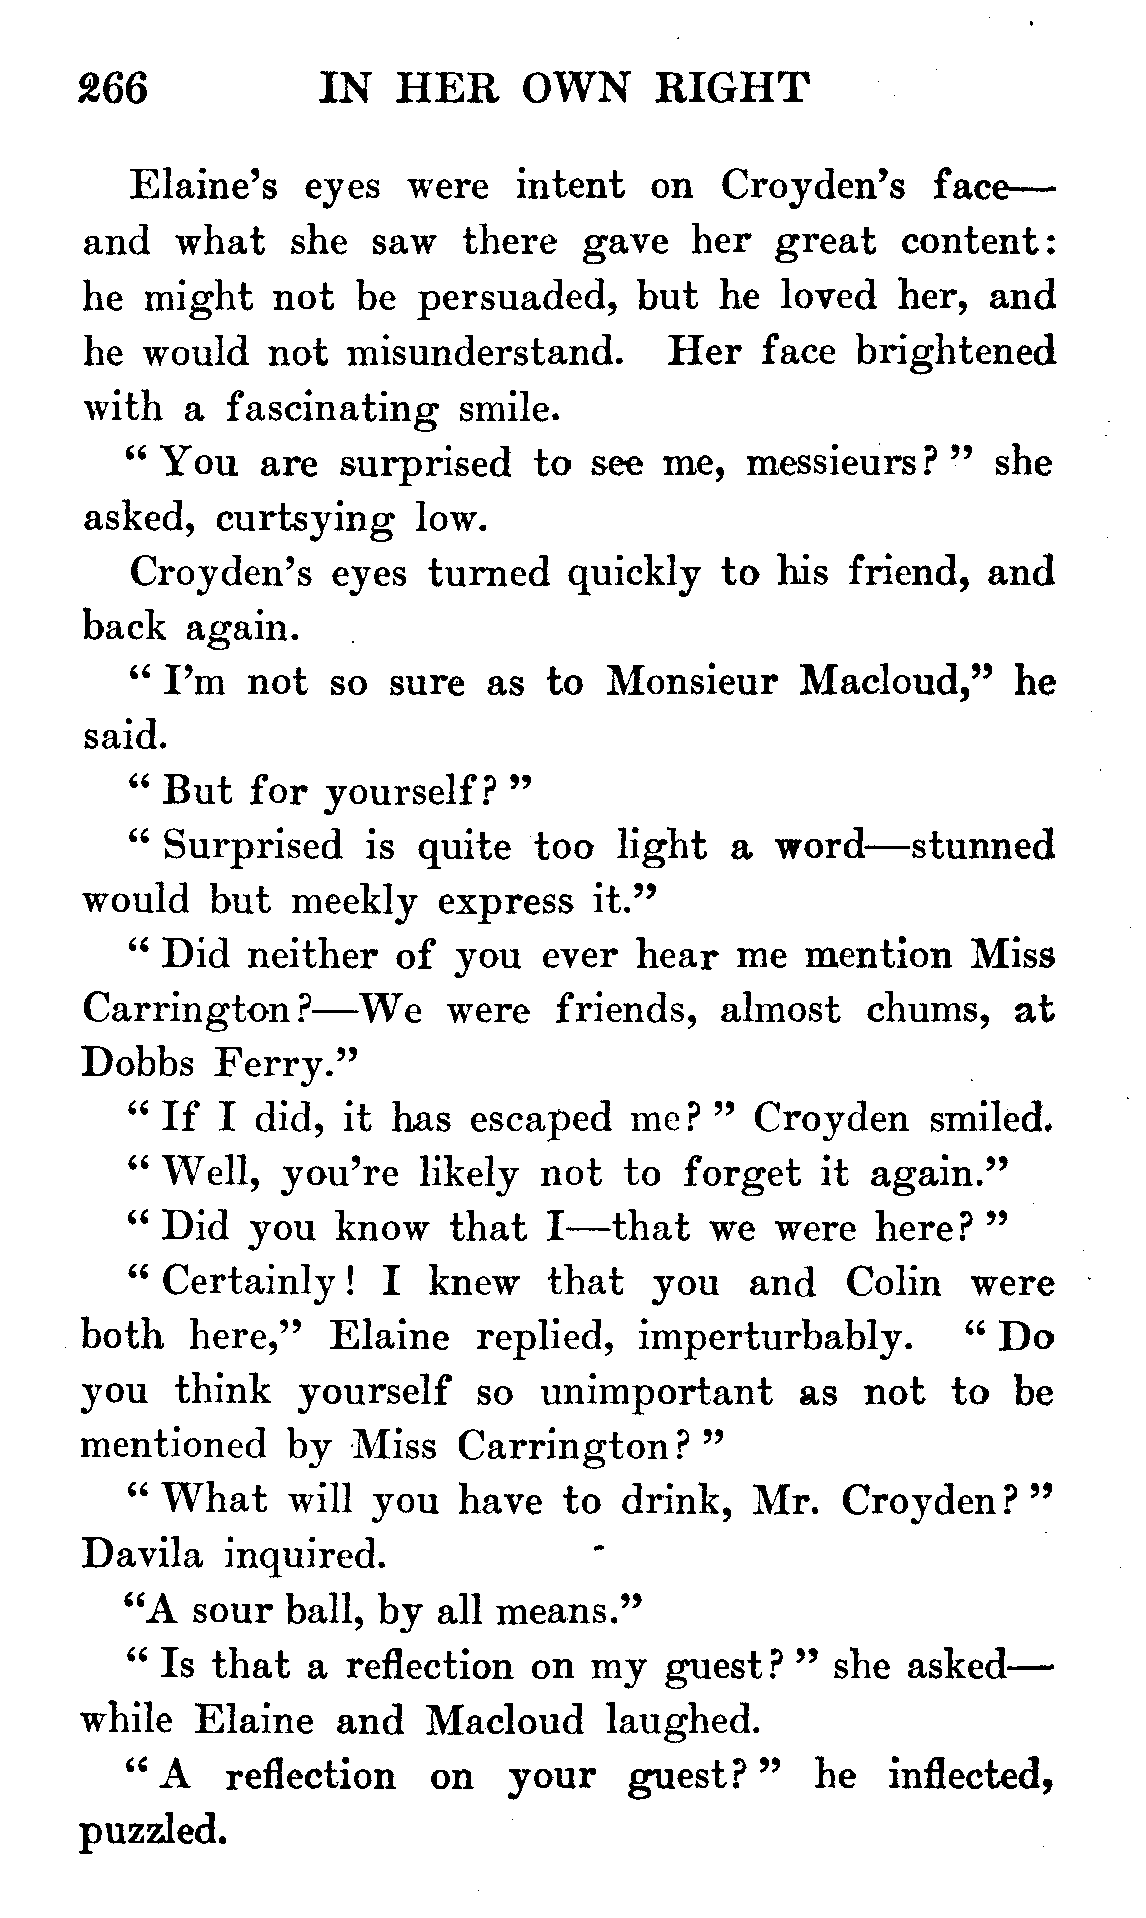 266 IN HER OWN RIGHT
Elaine's eyes were intent on Croyden's face—
and what she saw there gave her great content:
he might not be persuaded, but he loved her, and
he would not misunderstand. Her face brightened
with a fascinating smile.
“ You are surprised to see me, messieurs? ” she
asked, curtsying low.
Croyden's eyes turned quickly to his friend, and
back again.
“ I'm not so sure as to Monsieur Macloud,” he
said.
“ But for yourself? ”
“ Surprised is quite too light a word—stunned
would but meekly express it.”
“ Did neither of you ever hear me mention Miss
Carrington?—We were friends, almost chums, at
Dobbs Ferry.”
“ If I did, it has escaped me? ” Croyden smiled.
“ Well, you're likely not to forget it again.”
“ Did you know that I—that we were here? ”
“ Certainly! I knew that you and Colin were
both here,” Elaine replied, imperturbably. “ Do
you think yourself so unimportant as not to be
mentioned by Miss Carrington? ”
“ What will you have to drink, Mr. Croyden? ”
Davila inquired.
“A sour ball, by all means.”
“ Is that a reflection on my guest? ” she asked—
while Elaine and Macloud laughed.
“ A reflection on your guest? ” he inflected,
puzzled.